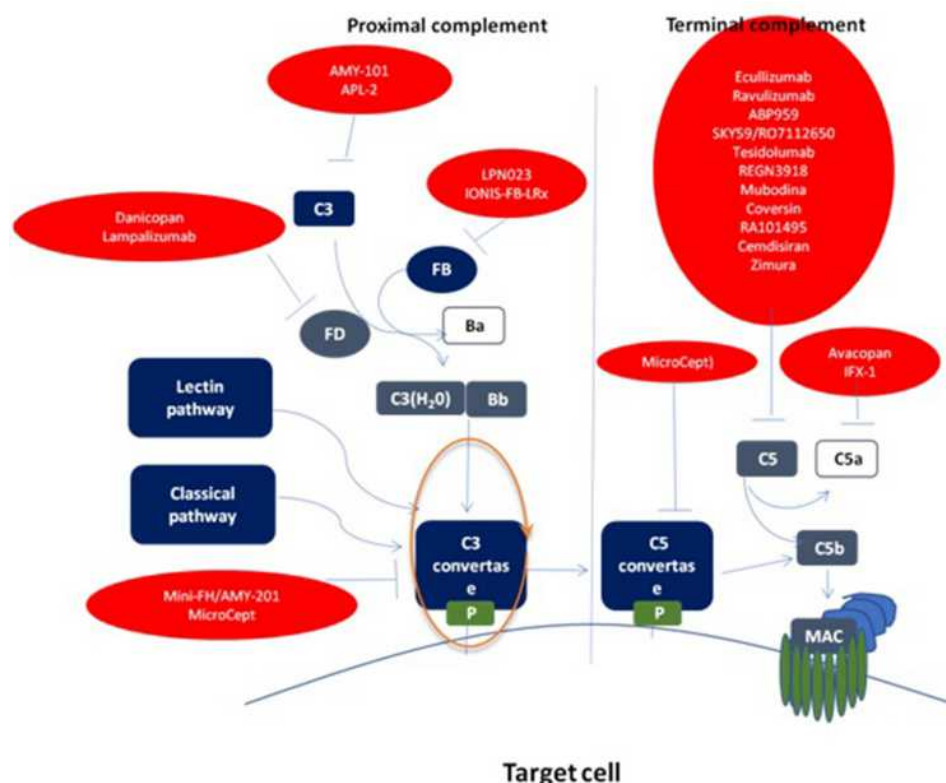 Proximal complement
Terminal complement
AMY-101
APL-2
Ecullizumab
Ravulizumab
ABP959
SKY59/RO7112650
Tesidolumab
REGN3918
Mubodina
Coversin
RA101495
Cemdisiran
Zimura
LPN023
IONIS-FB-LRx
C3
Danicopan
Lampalizumab
FB
FD
Ba
MicroCept)
Avacopan
IFX-1
Lectin
pathway
C3(H₂0)
Bb
C5
C5a
Classical
pathway
C3
convertas
e
P
C5
convertas
e
P
C5b
Mini-FH/AMY-201
MicroCept
MAC
Target cell